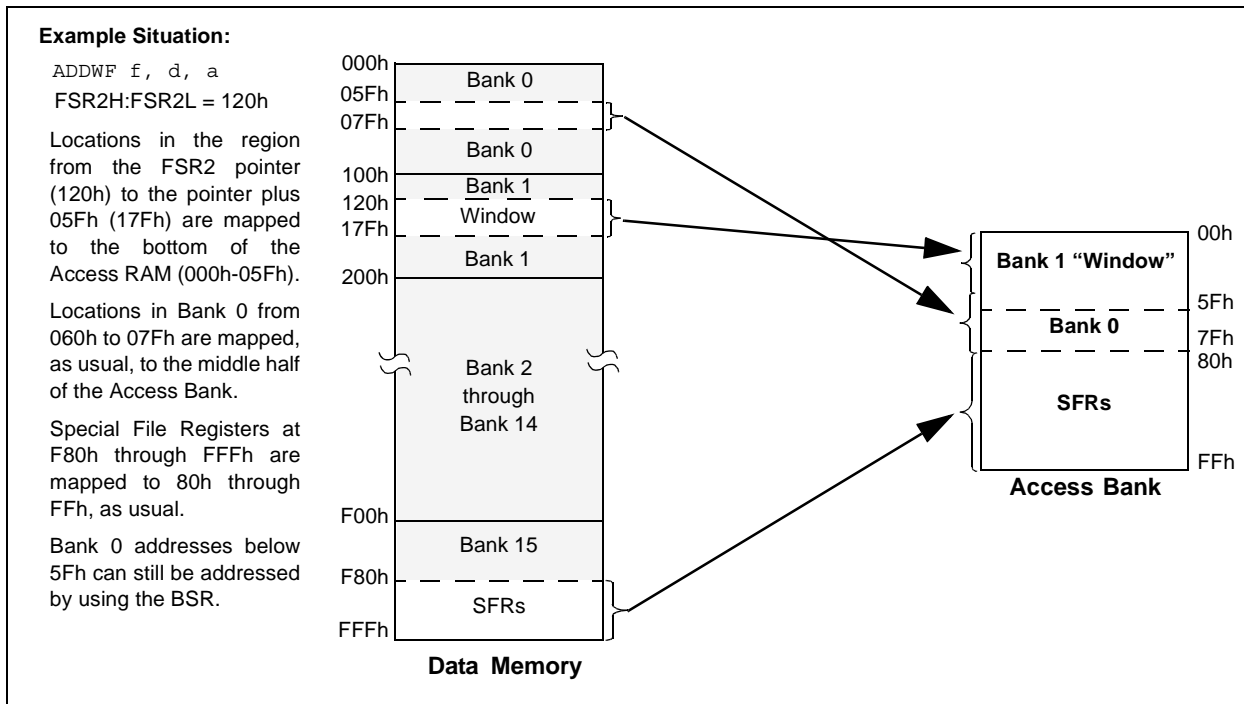 Example Situation:
ADDWF f, d, a
FSR2H:FSR2L = 120h
Locations in the region
from the FSR2 pointer
(120h) to the pointer plus
05Fh (17Fh) are mapped
to the bottom of the
Access RAM (000h-05Fh).
Locations in Bank 0 from
060h to 07Fh are mapped,
as usual, to the middle half
of the Access Bank.
Special File Registers at
F80h through FFFh are
mapped to 80h through
FFh, as usual.
Bank 0 addresses below
5Fh can still be addressed
by using the BSR.
000h
Bank 0
05Fh
07Fh
Bank 0
100h
Bank 1
120h
Window
17Fh
Bank 1
200h
Bank 2
through
Bank 14
F00h
Bank 15
F80h
SFRs
FFFh
Data Memory
00h
Bank 1 “Window”
5Fh
Bank 0
7Fh
80h
SFRs
FFh
Access Bank